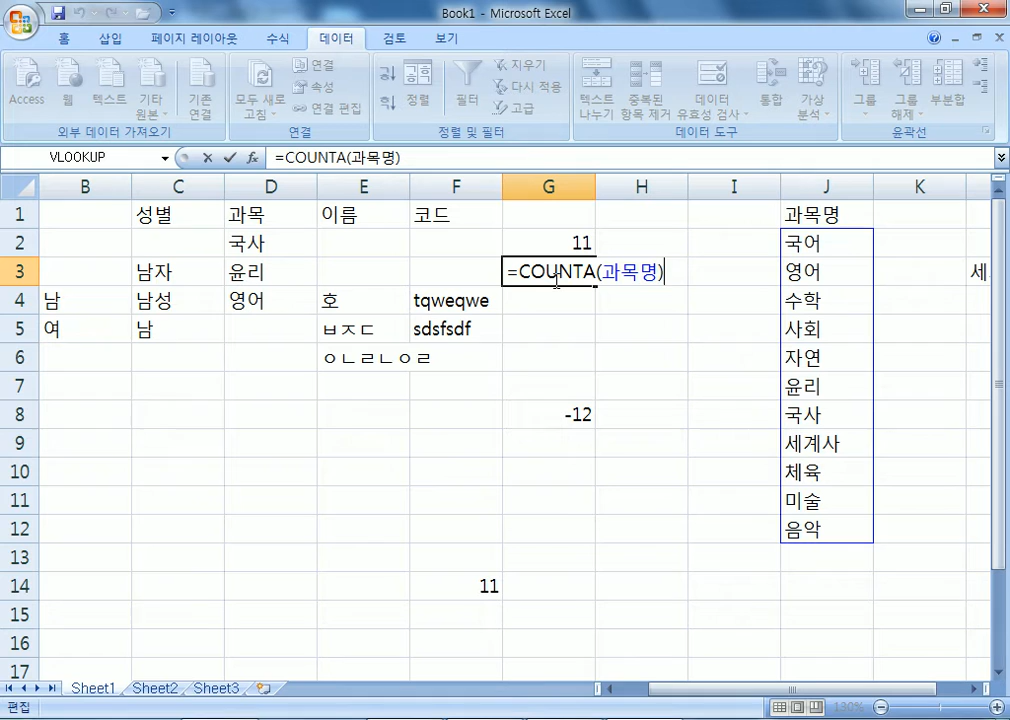 Book1 - Microsoft Excel
홈 삽입 페이지 레이아웃 수식 데이터 검토 보기
Access 웹 텍스트 기타 원본 기존 연결
외부 데이터 가져오기
모두 새로 고침 연결 속성 연결 편집
연결
정렬 필터 지우기 다시 적용 고급
정렬 및 필터
텍스트 나누기 중복된 항목 제거 데이터 유효성 검사 통합 가상 분석
데이터 도구
그룹 그룹 해제 부분합
윤곽선
VLOOKUP =COUNTA(과목명)
B C D E F G H I J K
1 성별 과목 이름 코드 과목명
2 국사 11 국어
3 남자 윤리 =COUNTA(과목명) 영어 세
4 남 남성 영어 호 tqweqwe 수학
5 여 남 ㅂㅈㄷ sdsfsdf 사회
6 ㅇㄴㄹㄴㅇㄹ 자연
7 윤리
8 -12 국사
9 세계사
10 체육
11 미술
12 음악
13
14 11
15
16
17
Sheet1 Sheet2 Sheet3
편집 130%